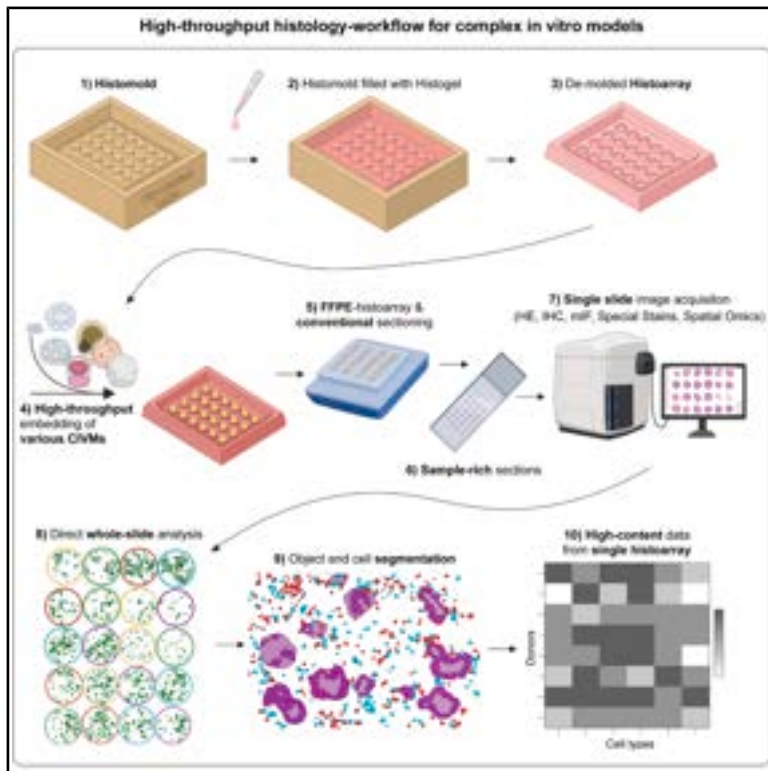 High-throughput histology-workflow for complex in vitro models
1) Histomold
2) Histomold filled with Histogel
3) De-molded Histoarray
4) High-throughput
embedding of
various CIVMs
5) FFPE-histoarray &
conventional sectioning
6) Sample-rich sections
7) Single slide image acquisition
(HE, IHC, mIF, Special Stains, Spatial Omics)
8) Direct whole-slide analysis
9) Object and cell segmentation
10) High-content data
from single histoarray
Donors
Cell types